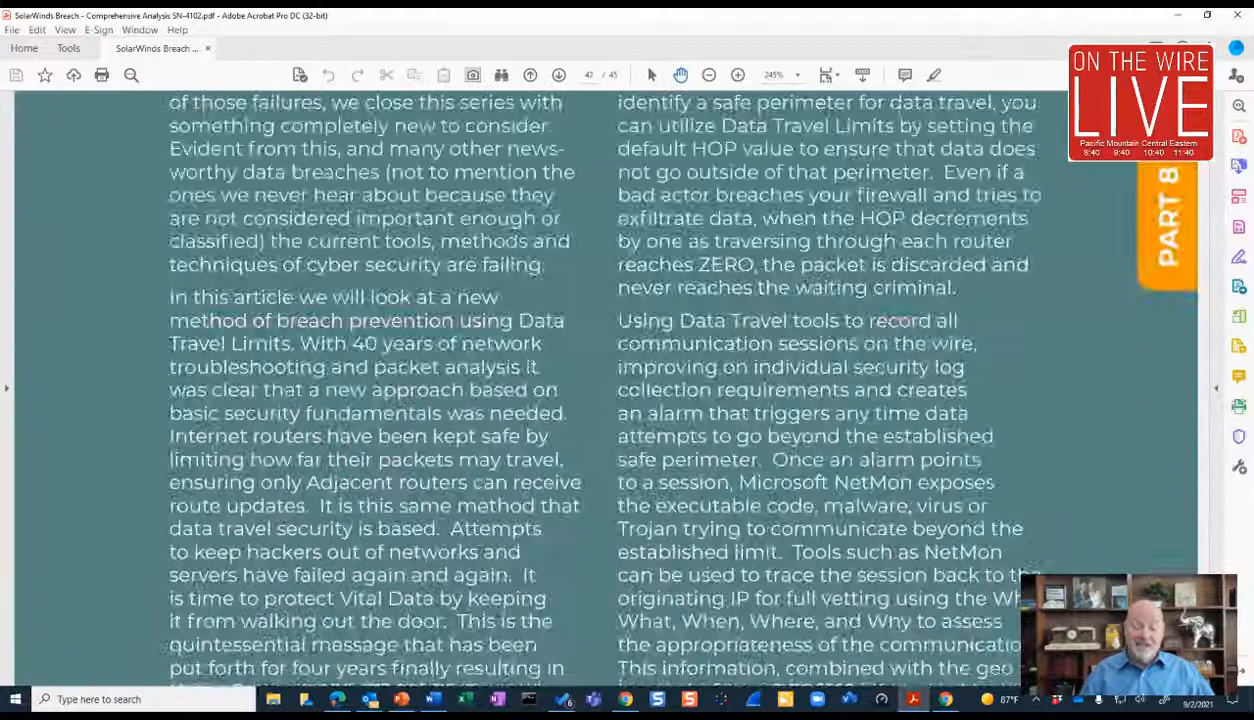 SolarWinds Breach - Comprehensive Analysis SN-4102.pdf - Adobe Acrobat Pro DC (32-bit)
File Edit View E-Sign Window Help
Home Tools SolarWinds Breach ... ×
42 / 45 245%
ON THE WIRE
LIVE
Pacific Mountain Central Eastern
8:40 9:40 10:40 11:40
PART 8
of those failures, we close this series with
something completely new to consider.
Evident from this, and many other news-
worthy data breaches (not to mention the
ones we never hear about because they
are not considered important enough or
classified) the current tools, methods and
techniques of cyber security are failing.
In this article we will look at a new
method of breach prevention using Data
Travel Limits. With 40 years of network
troubleshooting and packet analysis it
was clear that a new approach based on
basic security fundamentals was needed.
Internet routers have been kept safe by
limiting how far their packets may travel,
ensuring only Adjacent routers can receive
route updates. It is this same method that
data travel security is based. Attempts
to keep hackers out of networks and
servers have failed again and again. It
is time to protect Vital Data by keeping
it from walking out the door. This is the
quintessential message that has been
put forth for four years finally resulting in
identify a safe perimeter for data travel, you
can utilize Data Travel Limits by setting the
default HOP value to ensure that data does
not go outside of that perimeter. Even if a
bad actor breaches your firewall and tries to
exfiltrate data, when the HOP decrements
by one as traversing through each router
reaches ZERO, the packet is discarded and
never reaches the waiting criminal.
Using Data Travel tools to record all
communication sessions on the wire,
improving on individual security log
collection requirements and creates
an alarm that triggers any time data
attempts to go beyond the established
safe perimeter. Once an alarm points
to a session, Microsoft NetMon exposes
the executable code, malware, virus or
Trojan trying to communicate beyond the
established limit. Tools such as NetMon
can be used to trace the session back to
originating IP for full vetting using the
What, When, Where, and Why to assess
the appropriateness of the communicatio
This information, combined with the geo
Type here to search
87°F
9/2/2021